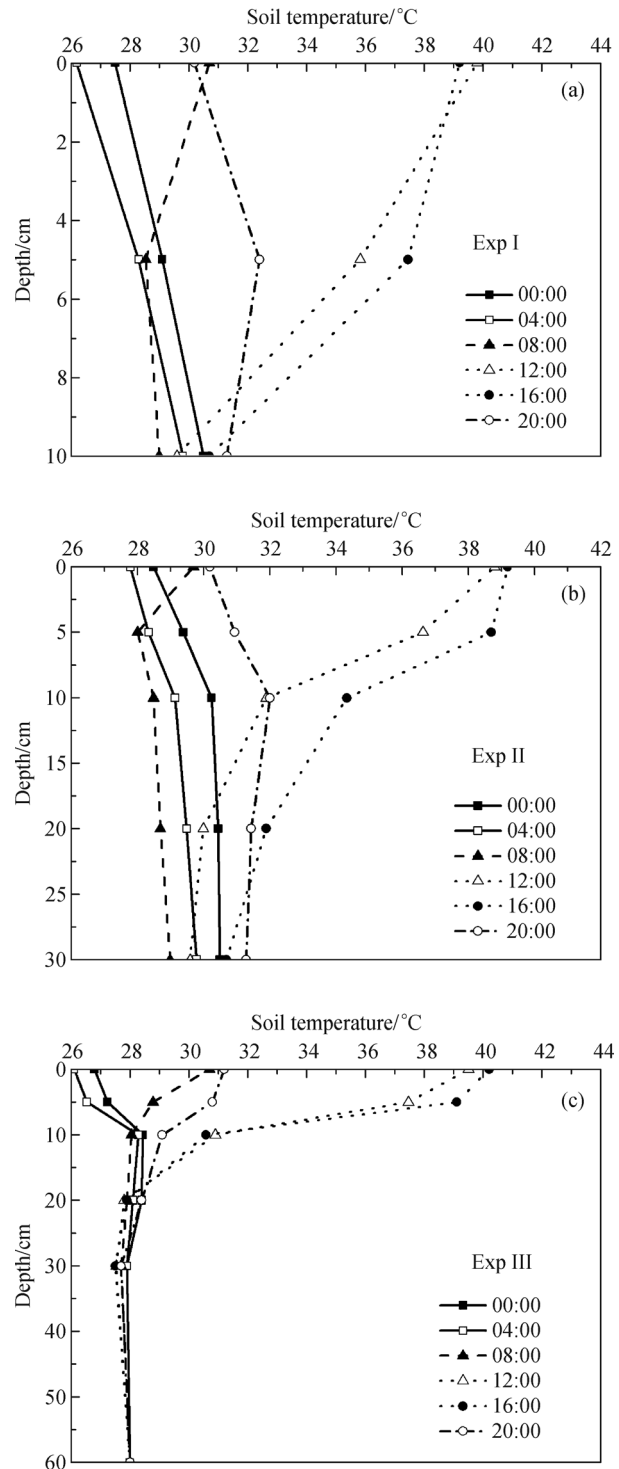 Soil temperature/°C
26 28 30 32 34 36 38 40 42 44
0
(a)
2
4
Depth/cm
Exp I
6
00:00
04:00
8
08:00
12:00
16:00
20:00
10
Soil temperature/°C
26 28 30 32 34 36 38 40 42
0
(b)
5
10
Depth/cm
15
Exp II
00:00
20
04:00
08:00
12:00
25
16:00
20:00
30
Soil temperature/°C
26 28 30 32 34 36 38 40 42 44
0
(c)
10
20
Depth/cm
30
Exp III
00:00
40
04:00
08:00
12:00
50
16:00
20:00
60